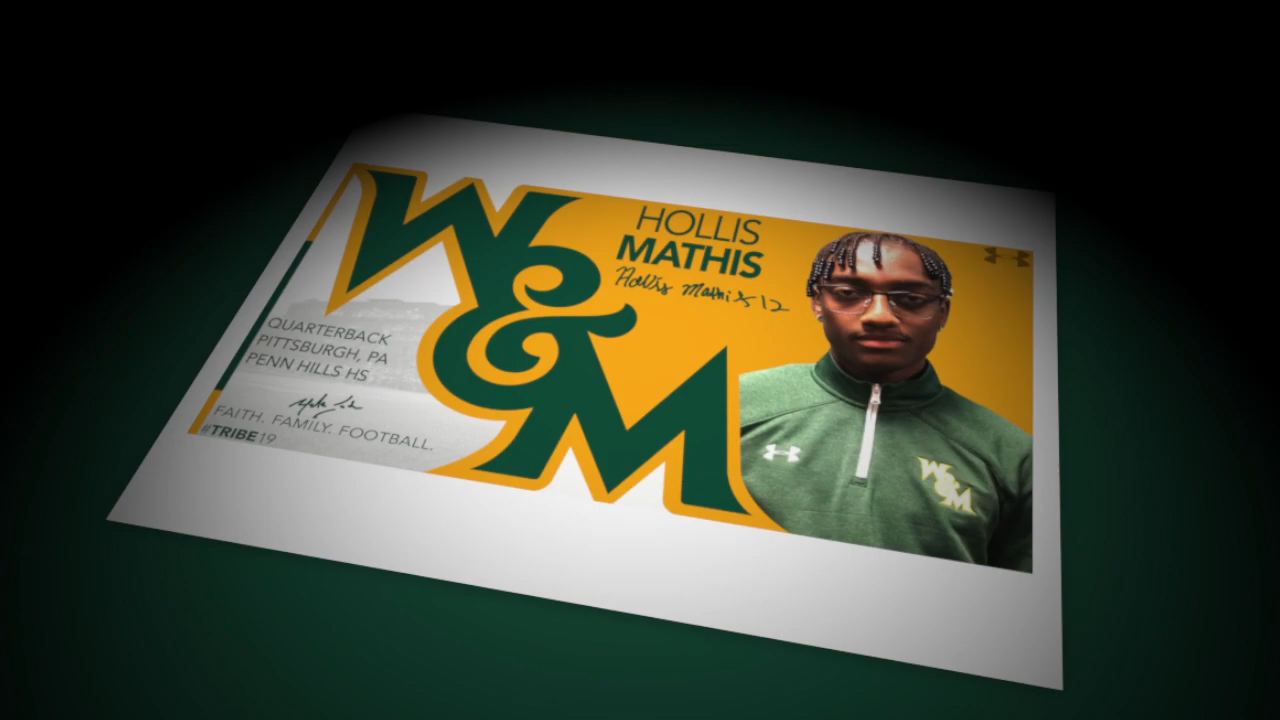 W&M
HOLLIS
MATHIS
Hollis Mathis 12
QUARTERBACK
PITTSBURGH, PA
PENN HILLS HS
FAITH. FAMILY. FOOTBALL.
#TRIBE19
W&M